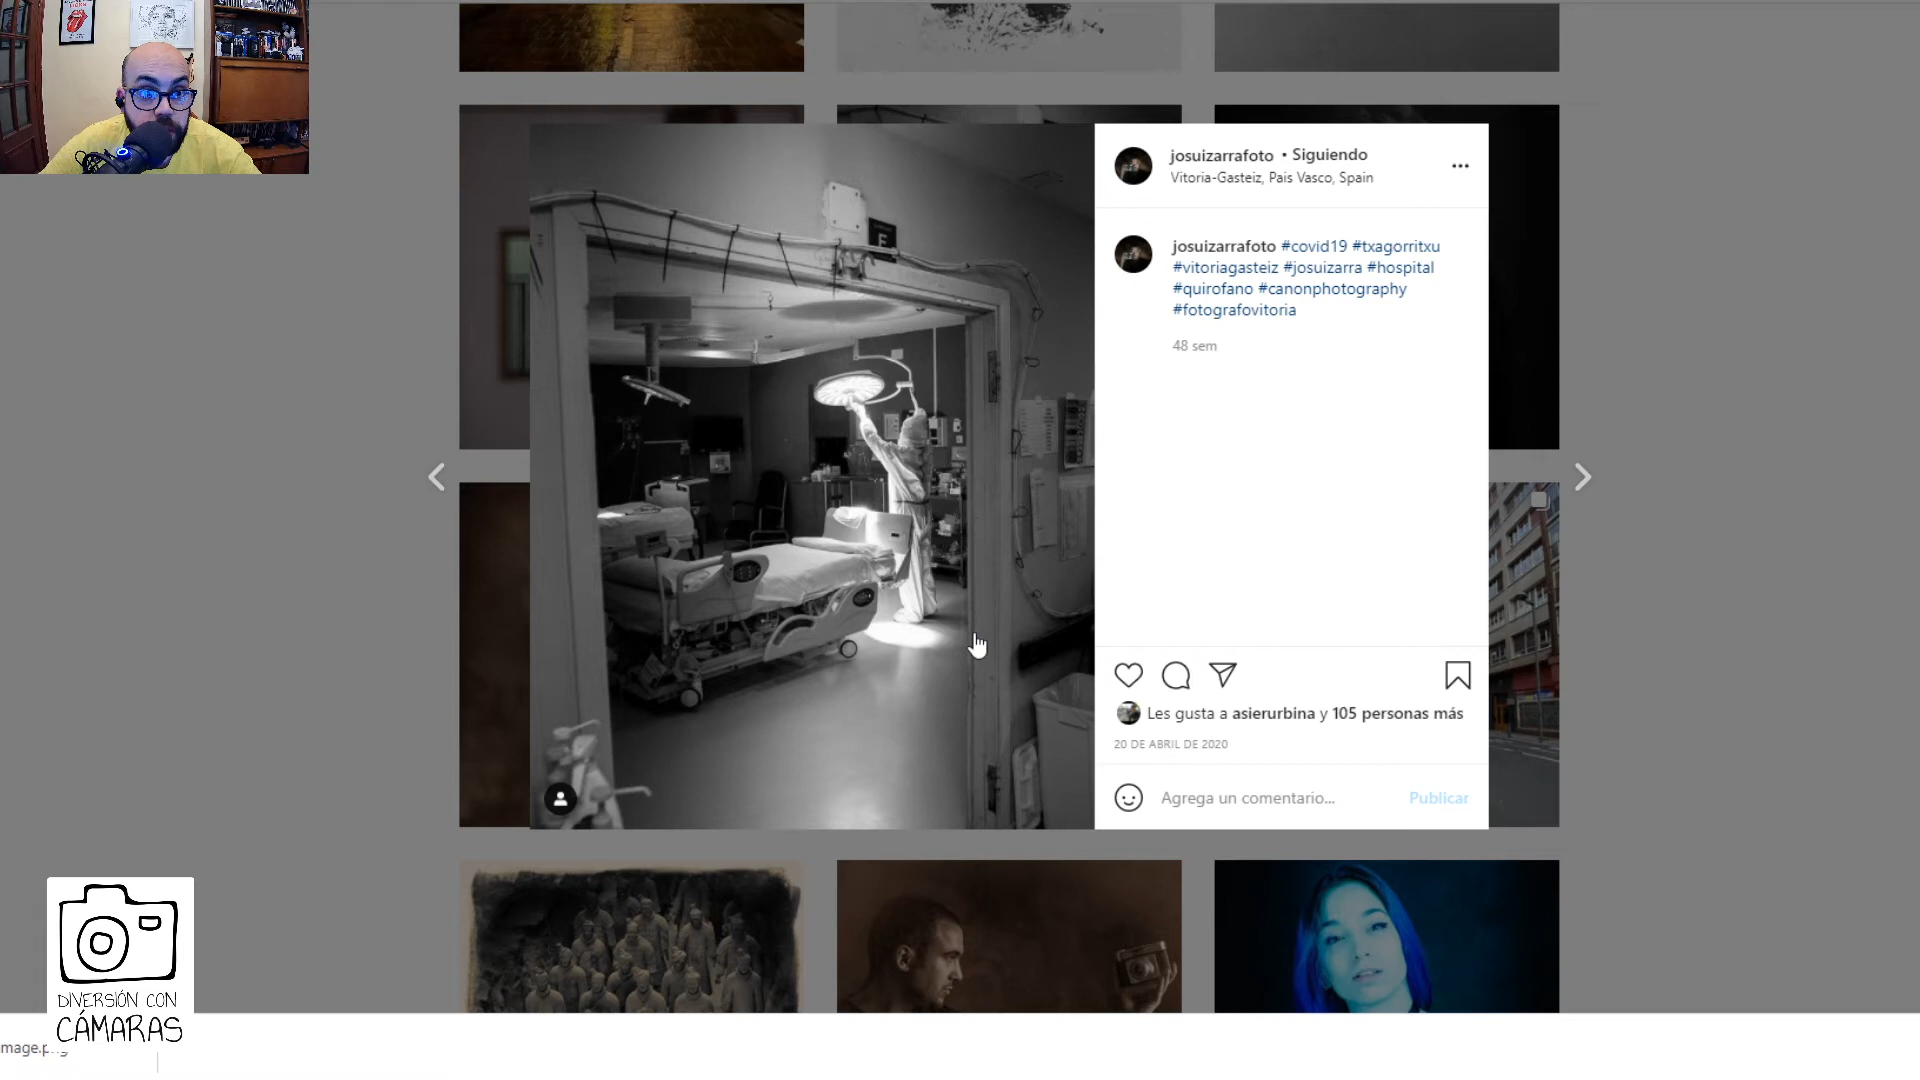 josuizarrafoto • Siguiendo
Vitoria-Gasteiz, Pais Vasco, Spain
josuizarrafoto #covid19 #txagorritxu
#vitoriagasteiz #josuizarra #hospital
#quirofano #canonphotography
#fotografovitoria
48 sem
E
Les gusta a asierurbina y 105 personas más
20 DE ABRIL DE 2020
Agrega un comentario... Publicar
DIVERSIÓN CON
CÁMARAS